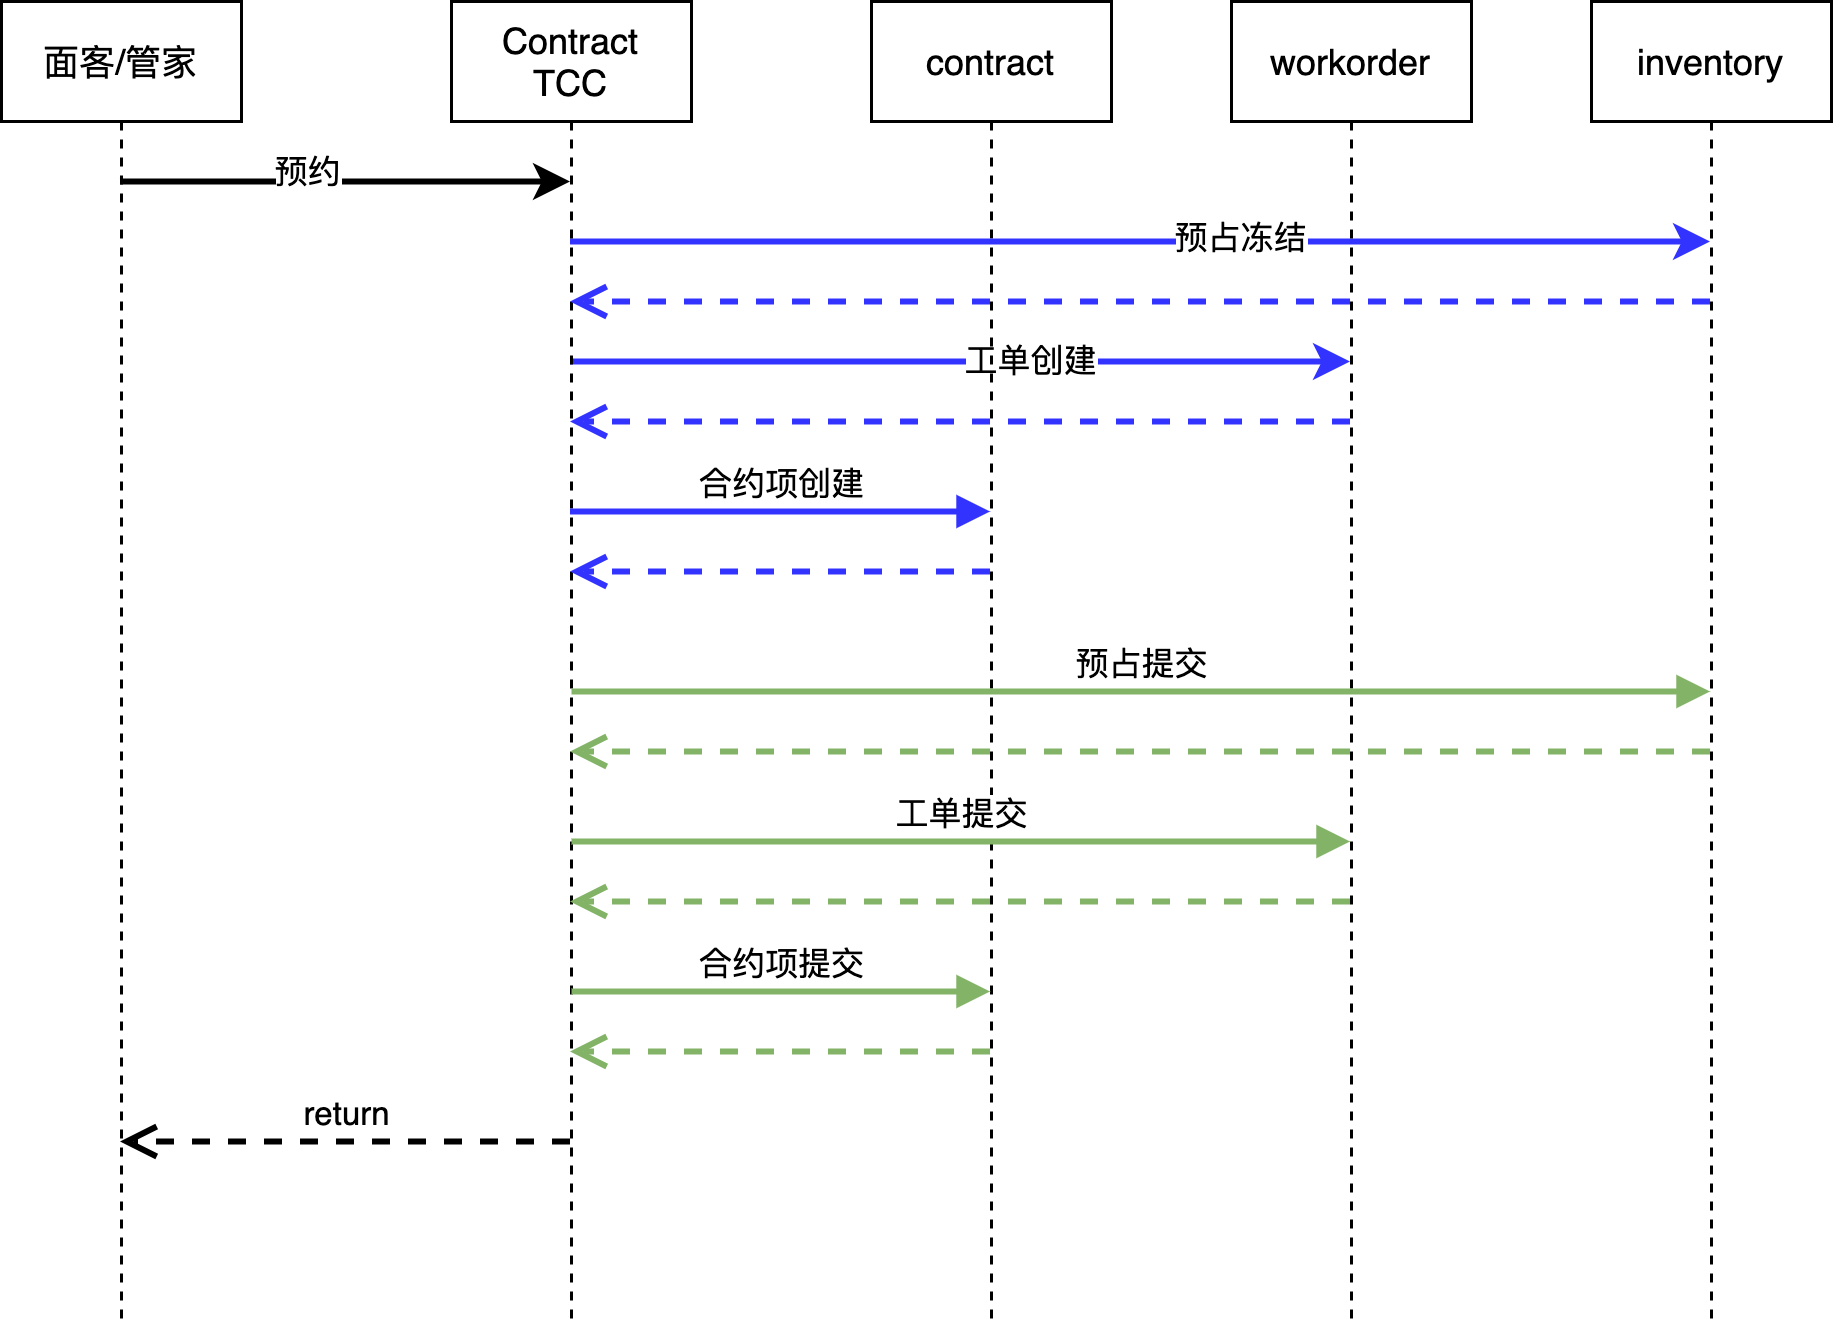 面客/管家
Contract
TCC
contract
workorder
inventory
预约
预占冻结
工单创建
合约项创建
预占提交
工单提交
合约项提交
return